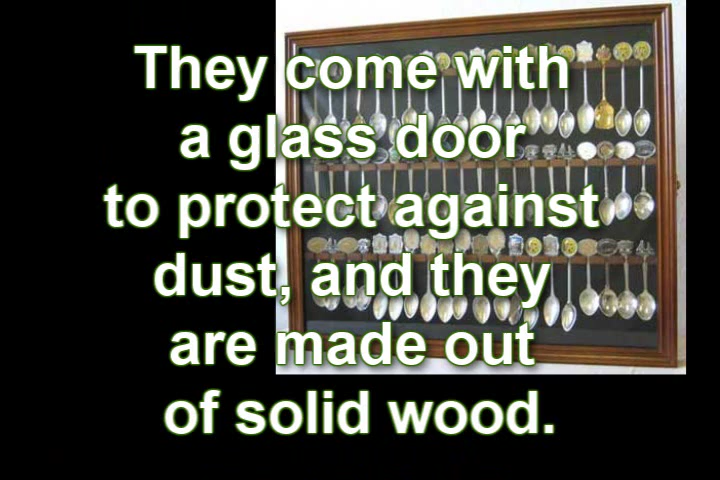 They come with
a glass door
to protect against
dust, and they
are made out
of solid wood.